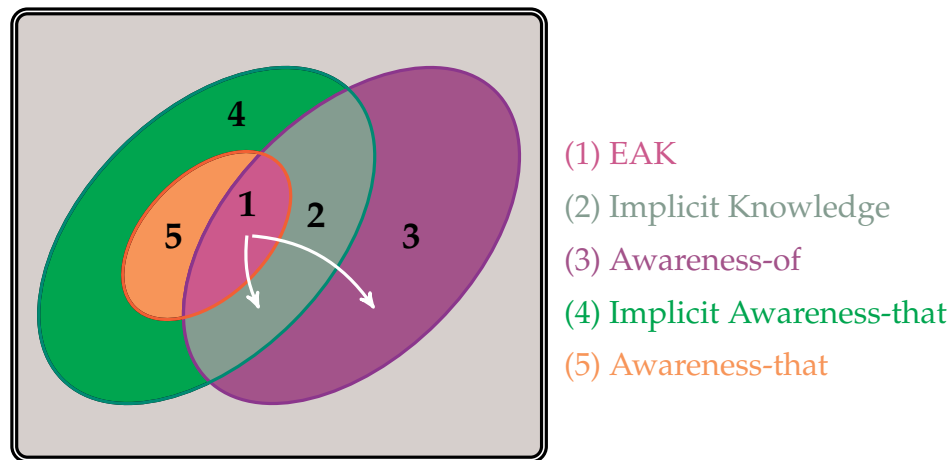 4
1
5
2
3
(1) EAK
(2) Implicit Knowledge
(3) Awareness-of
(4) Implicit Awareness-that
(5) Awareness-that